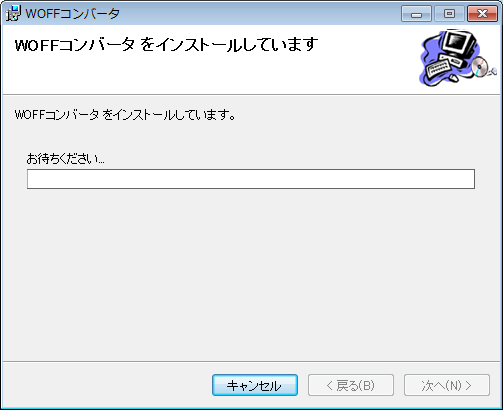 WOFFコンバータ
WOFFコンバータ をインストールしています
WOFFコンバータ をインストールしています。
お待ちください...
キャンセル
< 戻る(B)
次へ(N) >